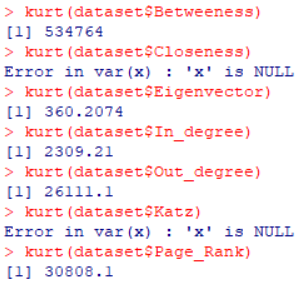 > kurt(dataset$Betweeness)
[1] 534764
> kurt(dataset$Closeness)
Error in var(x) : 'x' is NULL
> kurt(dataset$Eigenvector)
[1] 360.2074
> kurt(dataset$In_degree)
[1] 2309.21
> kurt(dataset$Out_degree)
[1] 26111.1
> kurt(dataset$Katz)
Error in var(x) : 'x' is NULL
> kurt(dataset$Page_Rank)
[1] 30808.1